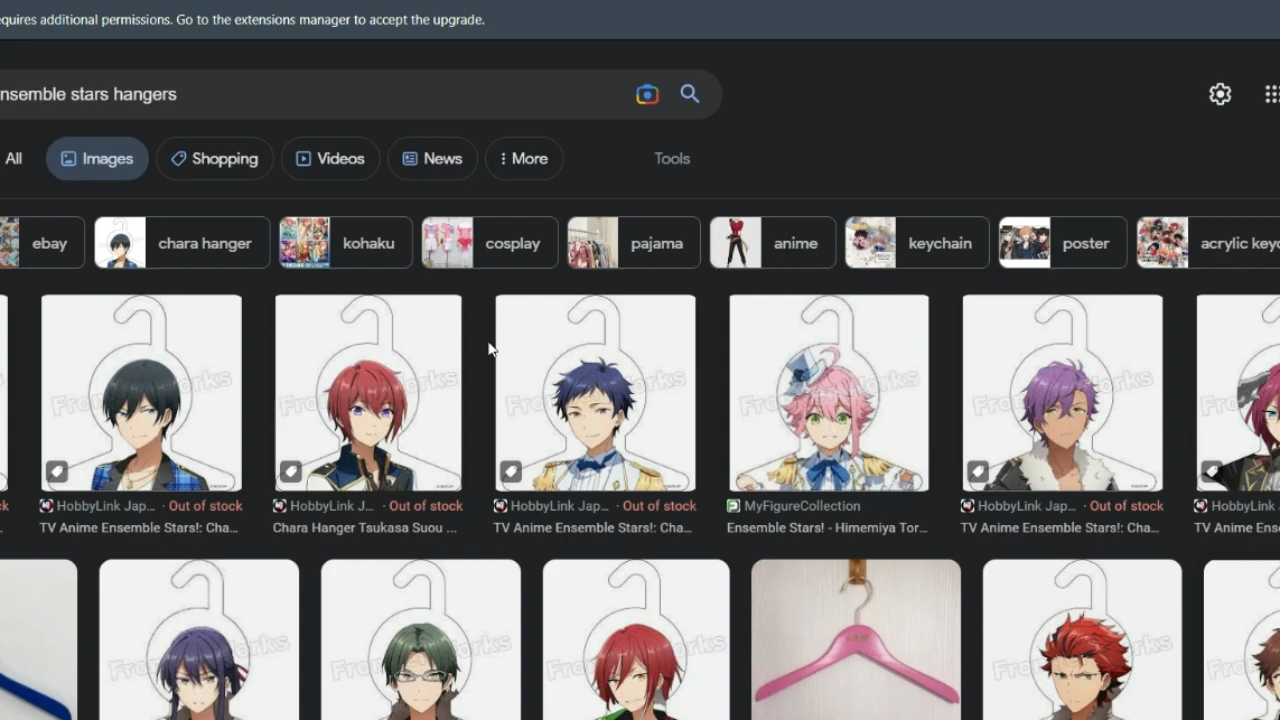 equires additional permissions. Go to the extensions manager to accept the upgrade.
nsemble stars hangers
All Images Shopping Videos News More Tools
ebay chara hanger kohaku cosplay pajama anime keychain poster acrylic key
HobbyLink Jap... · Out of stock HobbyLink J... · Out of stock HobbyLink Jap... · Out of stock MyFigureCollection HobbyLink Jap... · Out of stock HobbyLink
TV Anime Ensemble Stars!: Cha... Chara Hanger Tsukasa Suou ... TV Anime Ensemble Stars!: Cha... Ensemble Stars! - Himemiya Tor... TV Anime Ensemble Stars!: Cha... TV Anime Ens